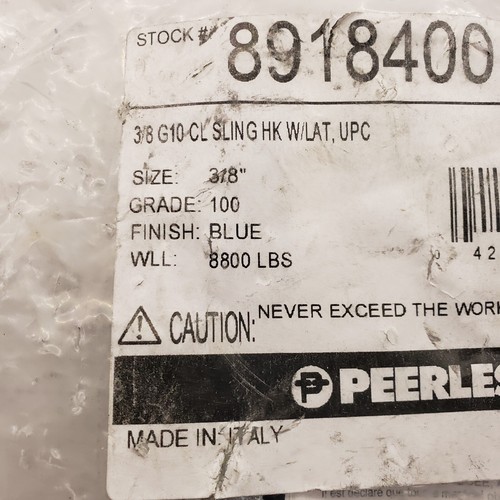 STOCK # 8918400
3/8 G10 CL SLING HK W/LAT, UPC
SIZE: 3/8"
GRADE: 100
FINISH: BLUE
WLL: 8800 LBS
42
CAUTION: NEVER EXCEED THE WORK
PEERLES
MADE IN: ITALY